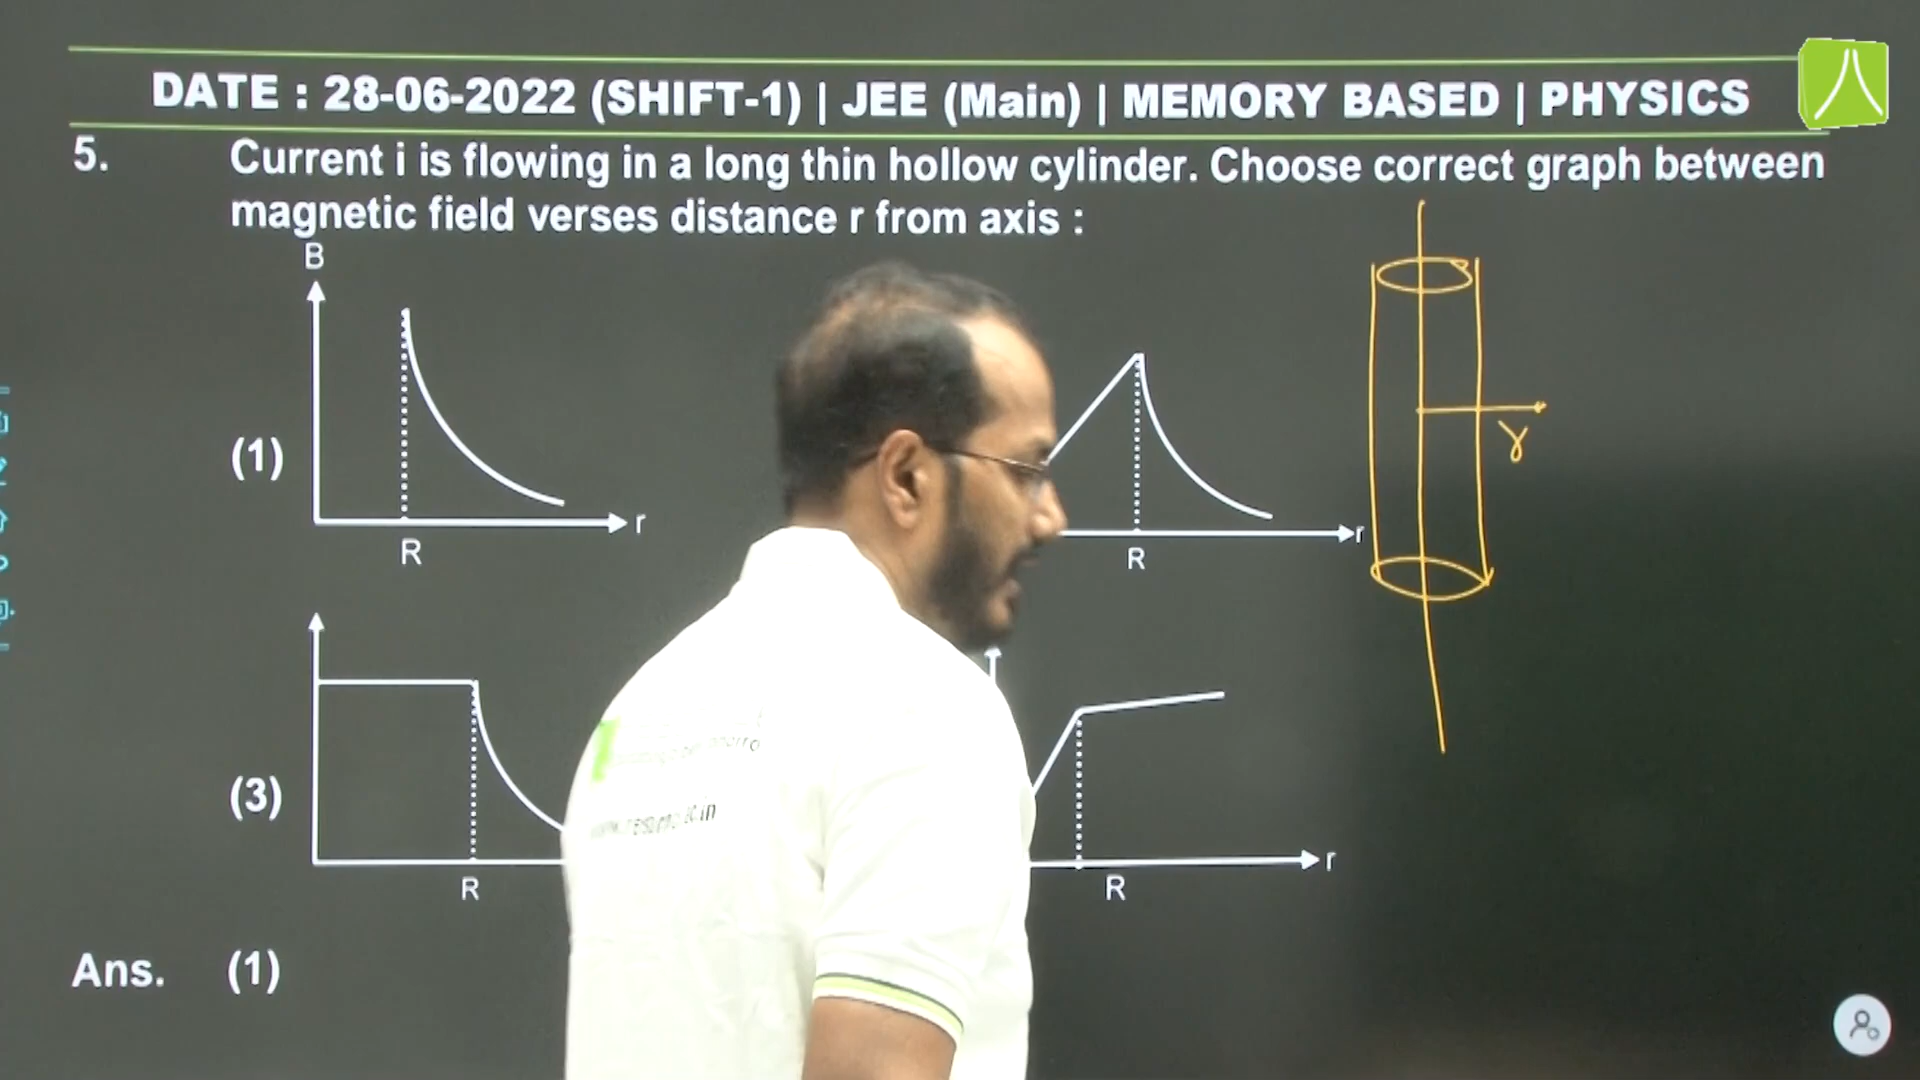 DATE : 28-06-2022 (SHIFT-1) | JEE (Main) | MEMORY BASED | PHYSICS
5. Current i is flowing in a long thin hollow cylinder. Choose correct graph between
magnetic field verses distance r from axis :
B
(1)
r
R
r
R
γ
(3)
R
r
R
Ans. (1)